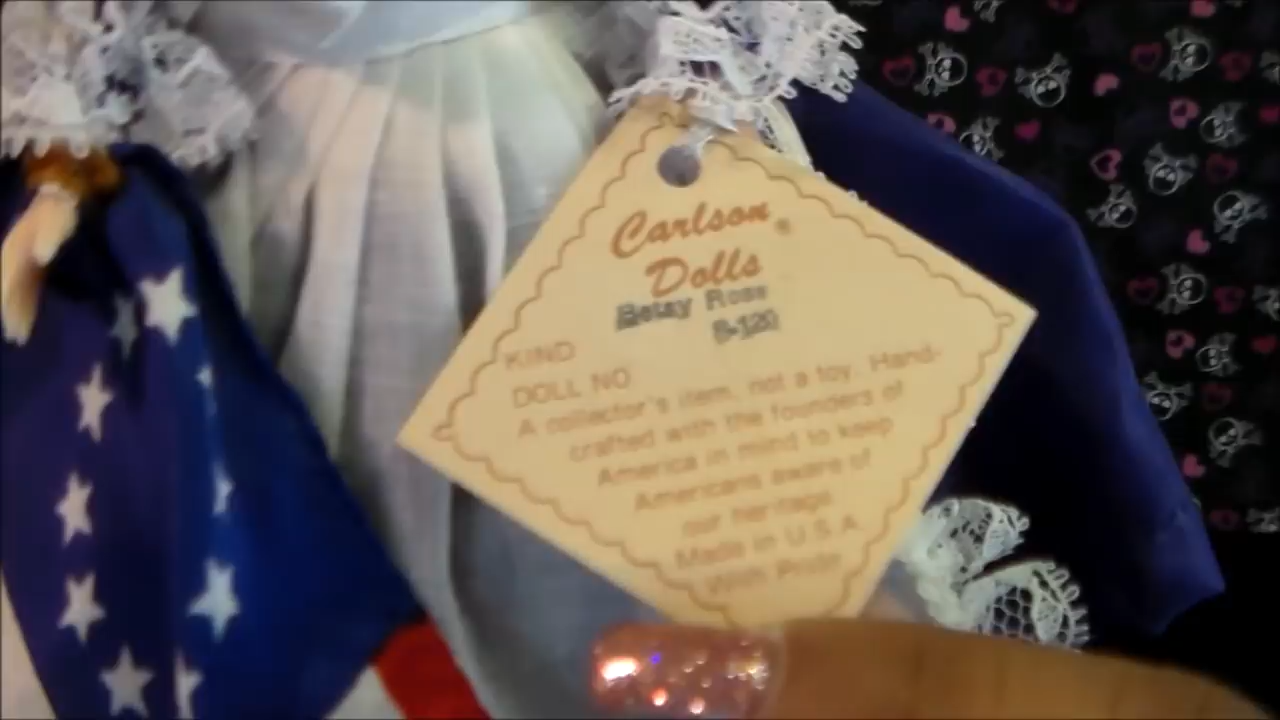 Carlson®
Dolls
Betsy Ross
B-120
KIND
DOLL NO
A collector's item, not a toy. Hand-
crafted with the founders of
America in mind to keep
Americans aware of
our heritage
Made in U.S.A.
With Pride